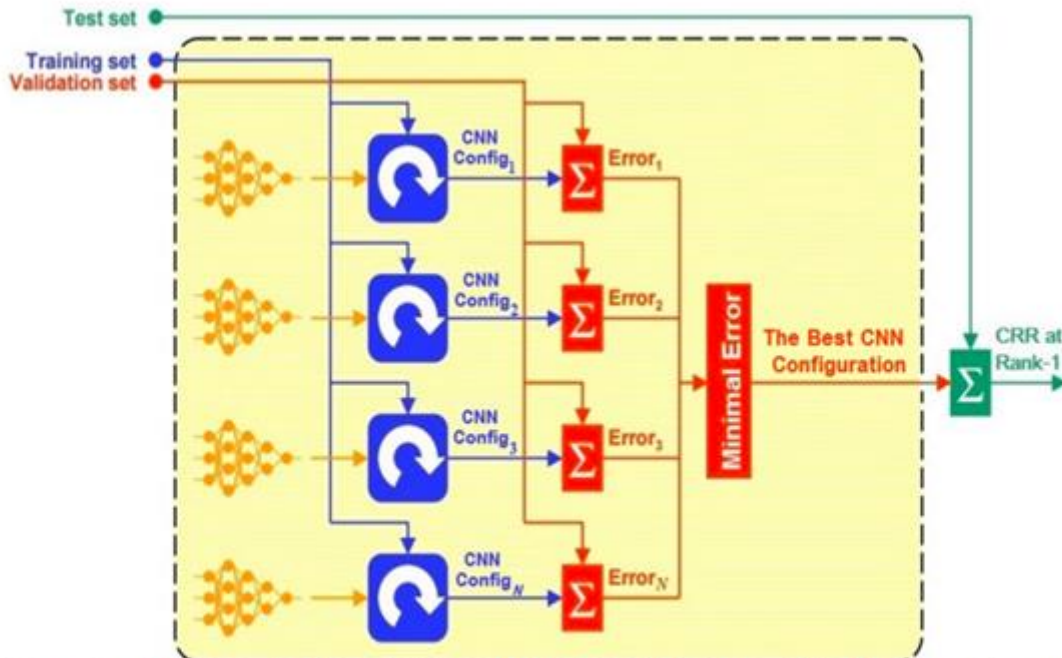 Test set
Training set
Validation set
CNN
Config1
Error1
Σ
CNN
Config2
Error2
Σ
CNN
Config3
Error3
Σ
CNN
ConfigN
ErrorN
Σ
Minimal Error
The Best CNN
Configuration
Σ
CRR at
Rank-1